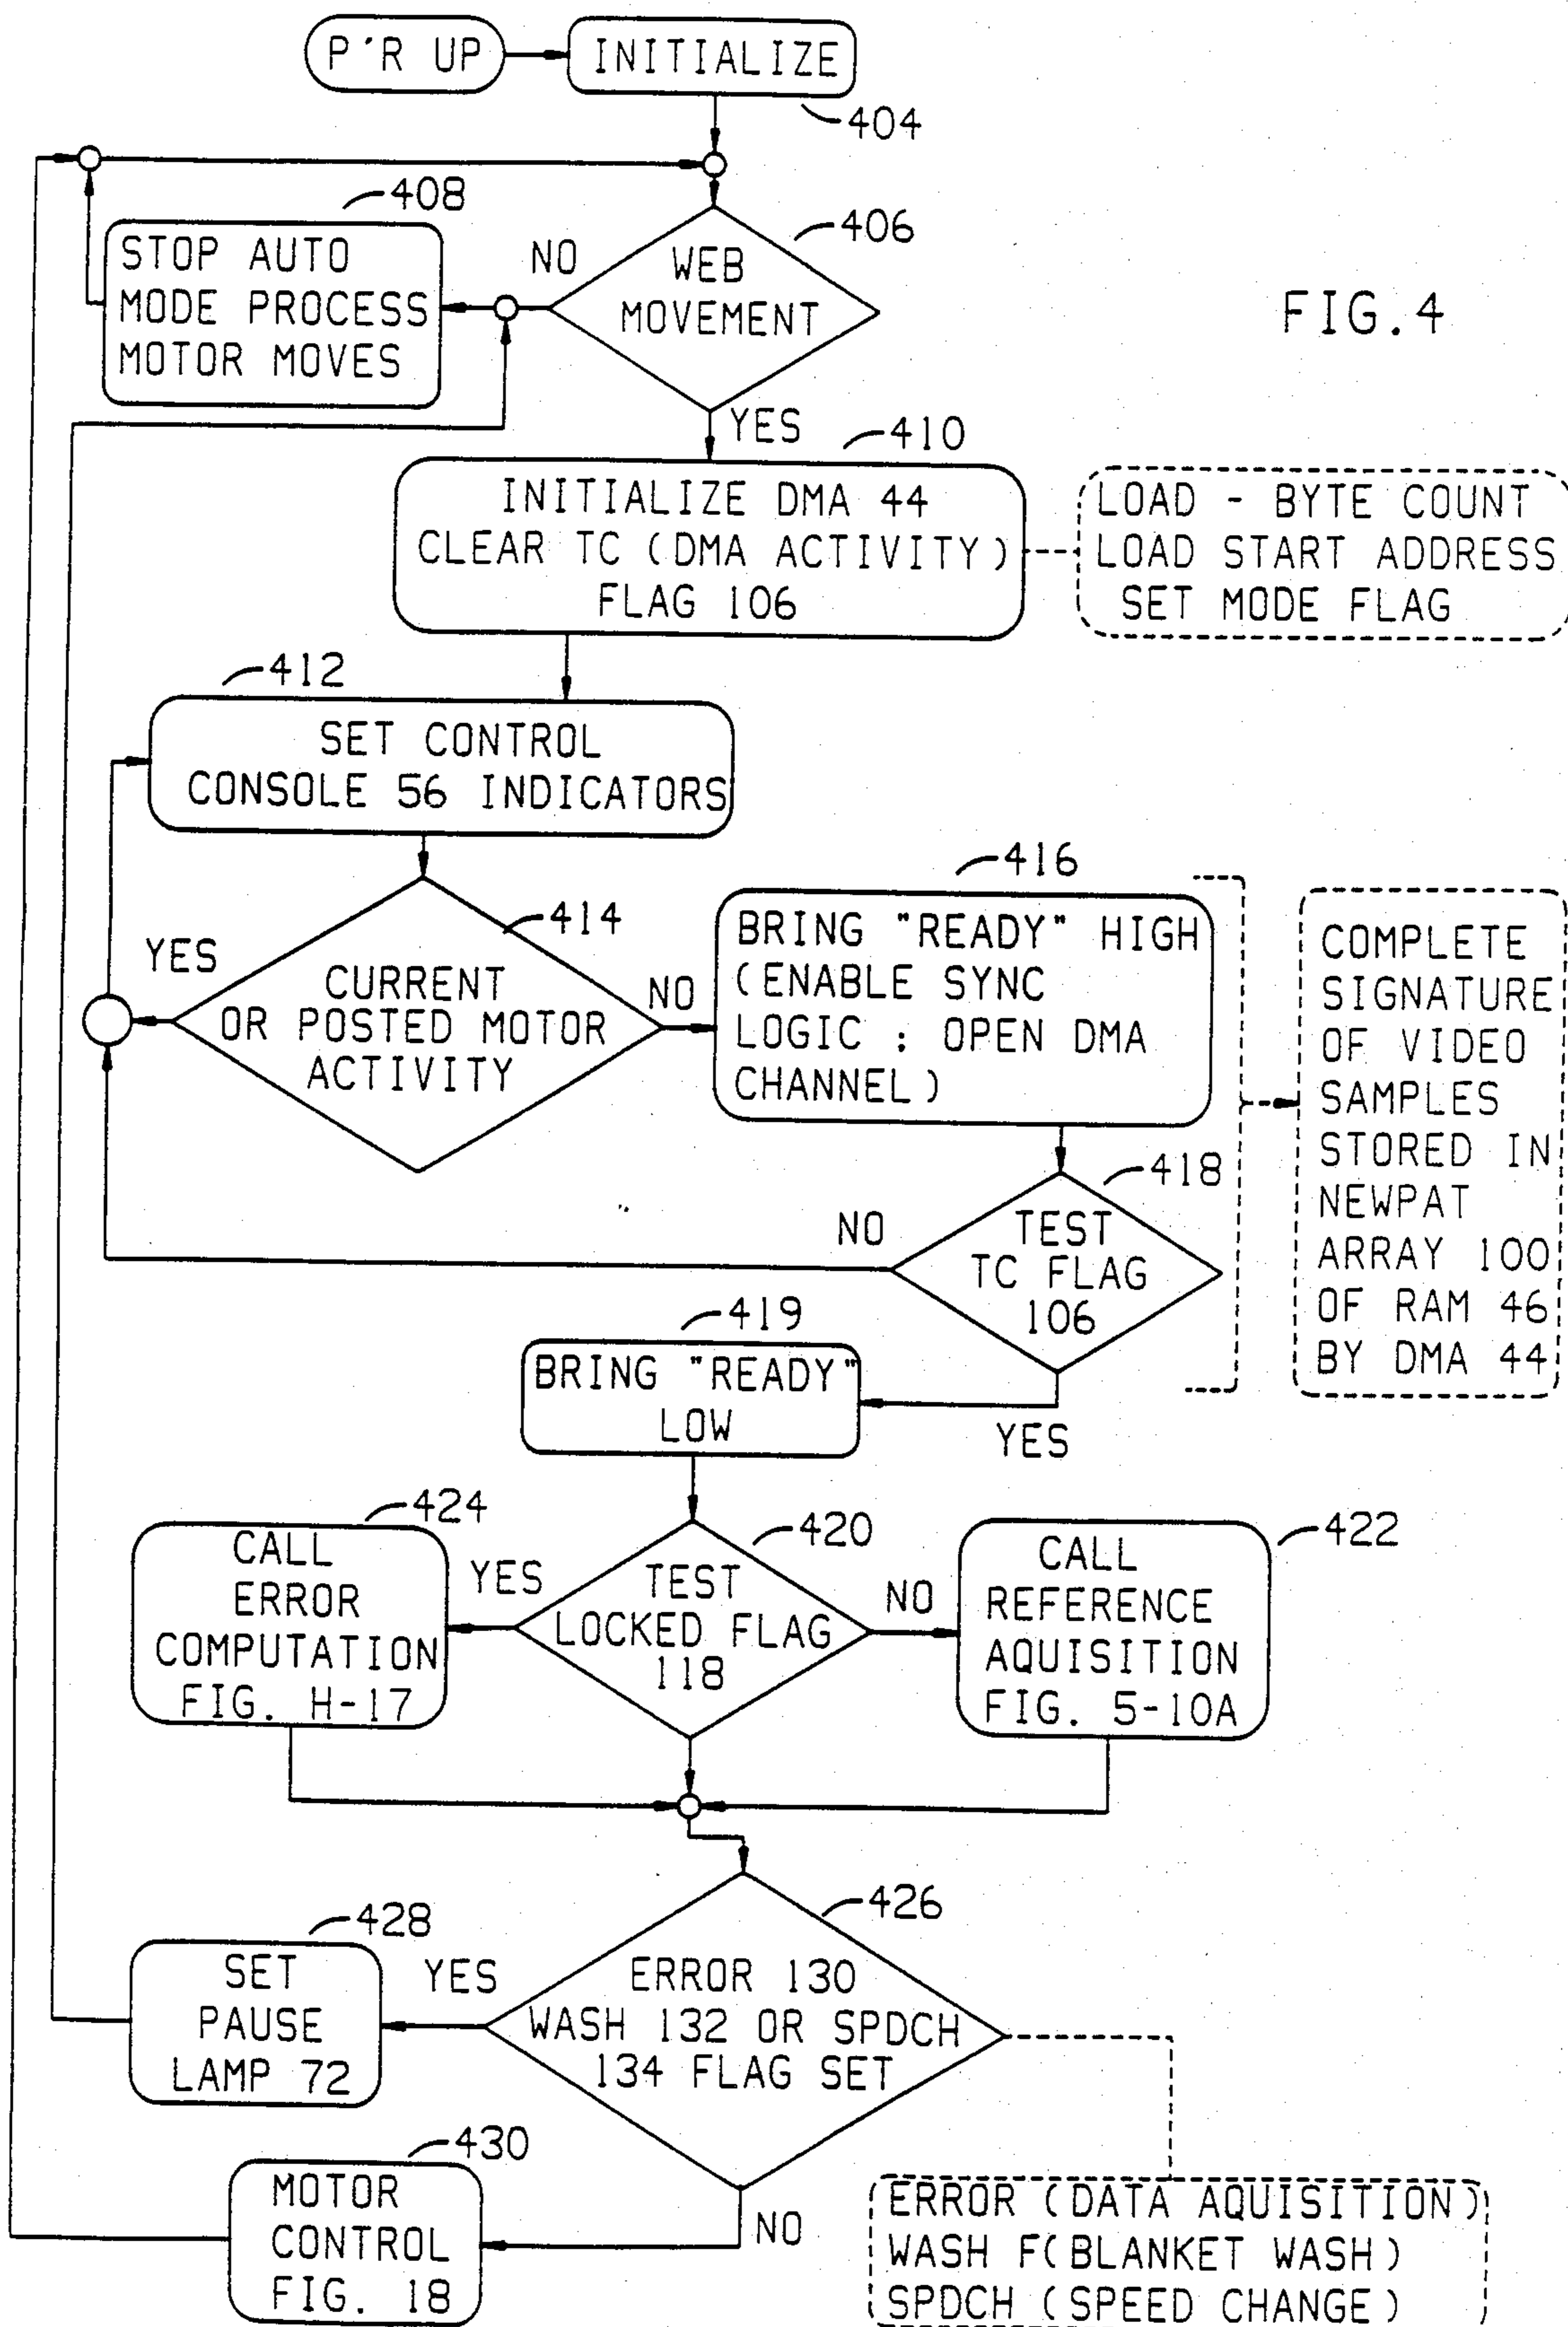 P'R UP
INITIALIZE
404
408
406
STOP AUTO
MODE PROCESS
MOTOR MOVES
NO
WEB
MOVEMENT
FIG.4
YES
410
INITIALIZE DMA 44
CLEAR TC (DMA ACTIVITY)
FLAG 106
LOAD - BYTE COUNT
LOAD START ADDRESS
SET MODE FLAG
412
SET CONTROL
CONSOLE 56 INDICATORS
414
YES
CURRENT
OR POSTED MOTOR
ACTIVITY
NO
416
BRING "READY" HIGH
(ENABLE SYNC
LOGIC : OPEN DMA
CHANNEL)
COMPLETE
SIGNATURE
OF VIDEO
SAMPLES
STORED IN
NEWPAT
ARRAY 100
OF RAM 46
BY DMA 44
418
NO
TEST
TC FLAG
106
419
BRING "READY"
LOW
YES
424
CALL
ERROR
COMPUTATION
FIG. H-17
YES
420
TEST
LOCKED FLAG
118
NO
422
CALL
REFERENCE
AQUISITION
FIG. 5-10A
428
SET
PAUSE
LAMP 72
YES
426
ERROR 130
WASH 132 OR SPDCH
134 FLAG SET
430
MOTOR
CONTROL
FIG. 18
NO
ERROR (DATA AQUISITION)
WASH F(BLANKET WASH)
SPDCH (SPEED CHANGE)